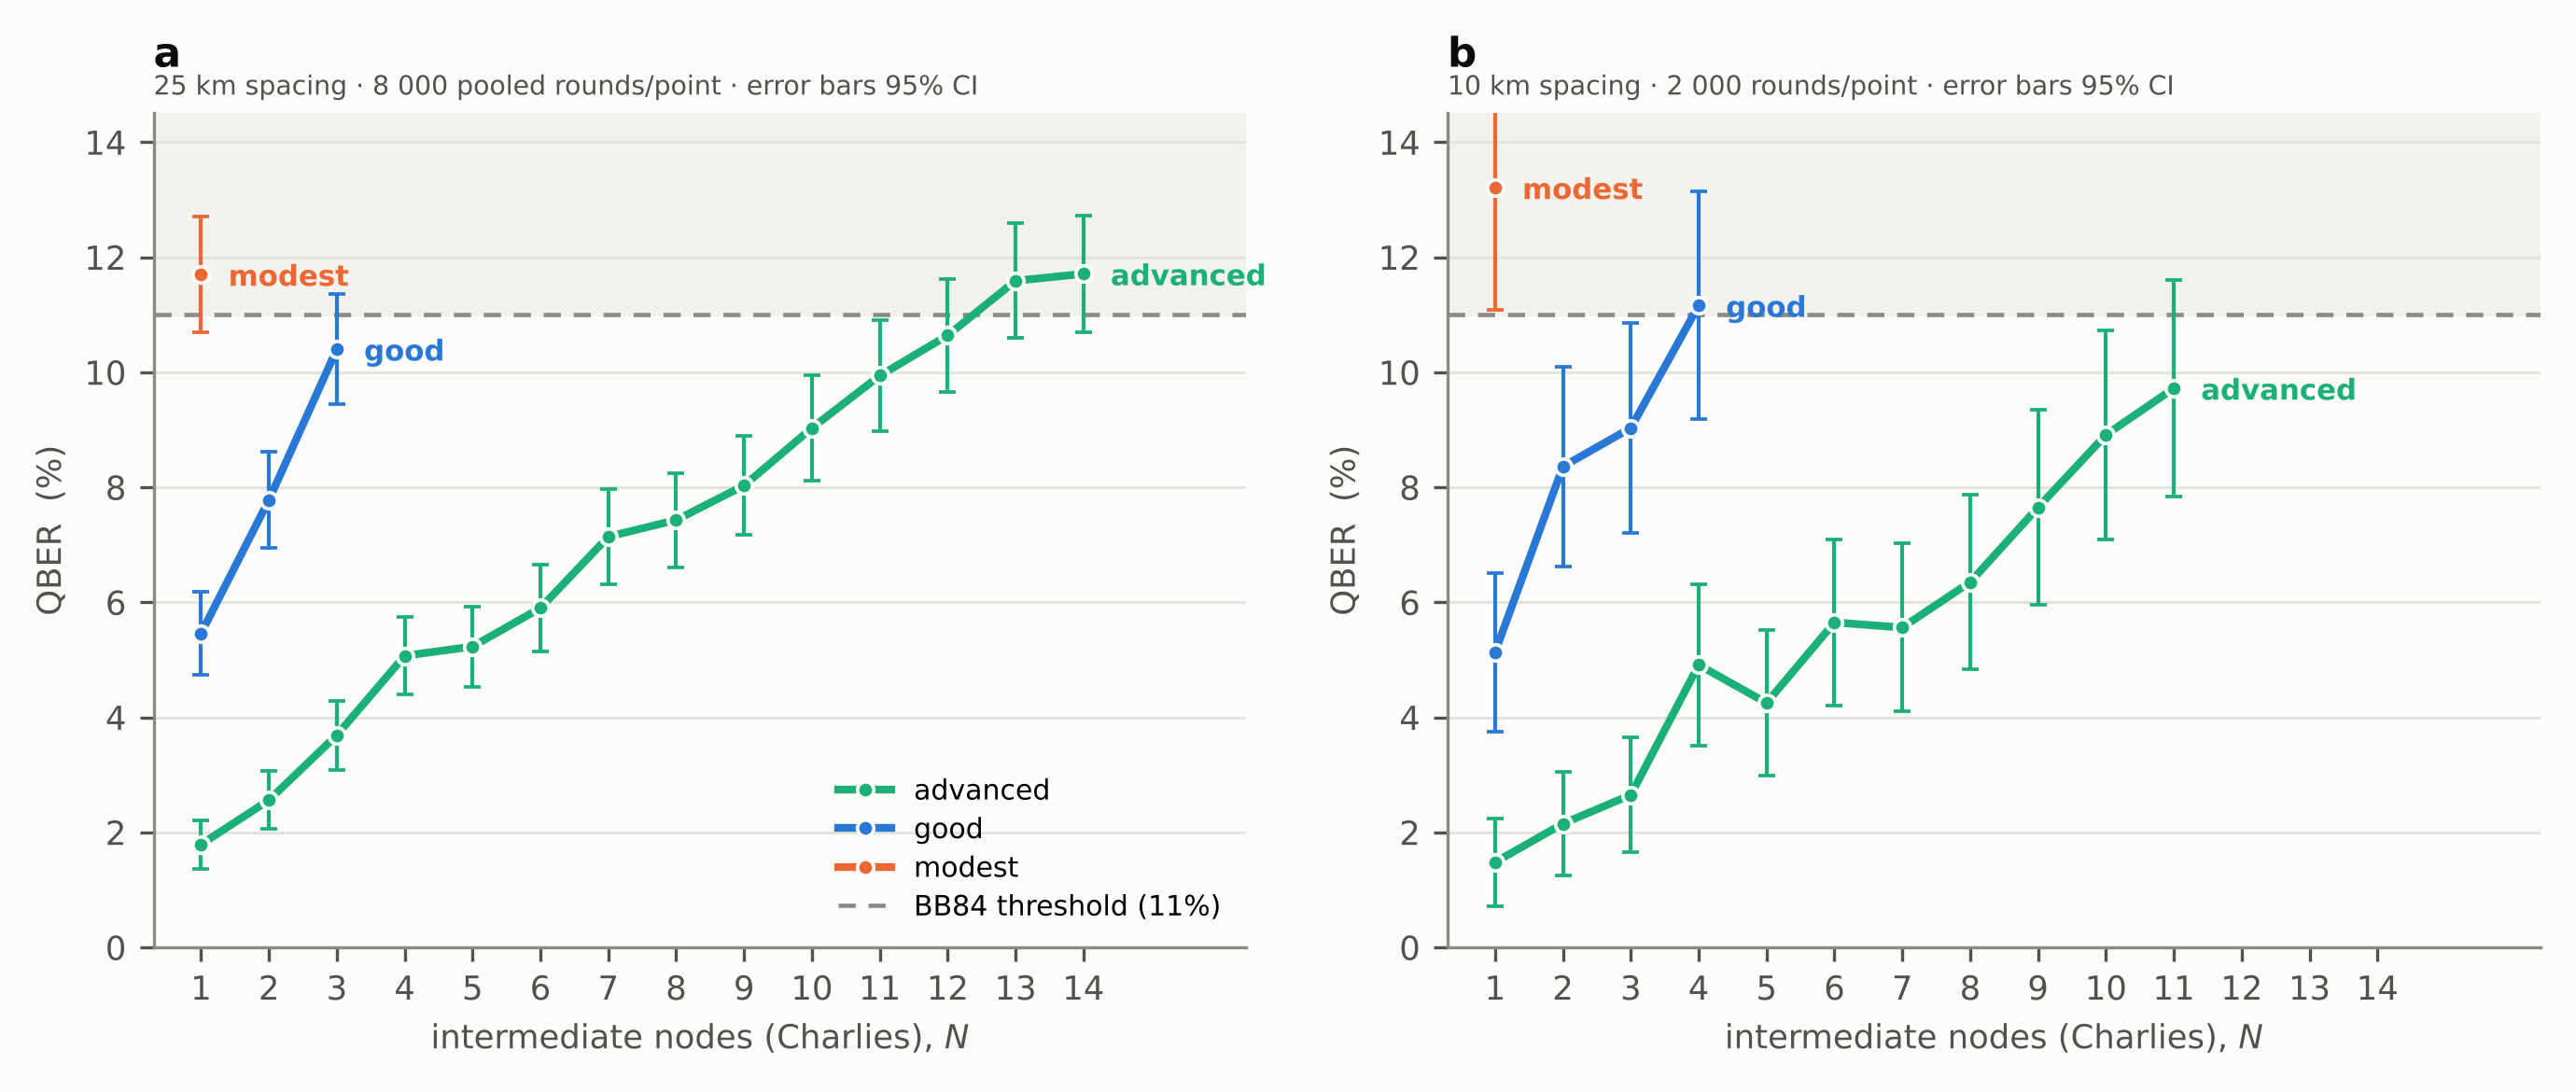 a
25 km spacing · 8 000 pooled rounds/point · error bars 95% CI
14
12
10
8
6
4
2
0
QBER (%)
modest
good
advanced
advanced
good
modest
BB84 threshold (11%)
1 2 3 4 5 6 7 8 9 10 11 12 13 14
intermediate nodes (Charlies), N
b
10 km spacing · 2 000 rounds/point · error bars 95% CI
14
12
10
8
6
4
2
0
QBER (%)
modest
good
advanced
1 2 3 4 5 6 7 8 9 10 11 12 13 14
intermediate nodes (Charlies), N